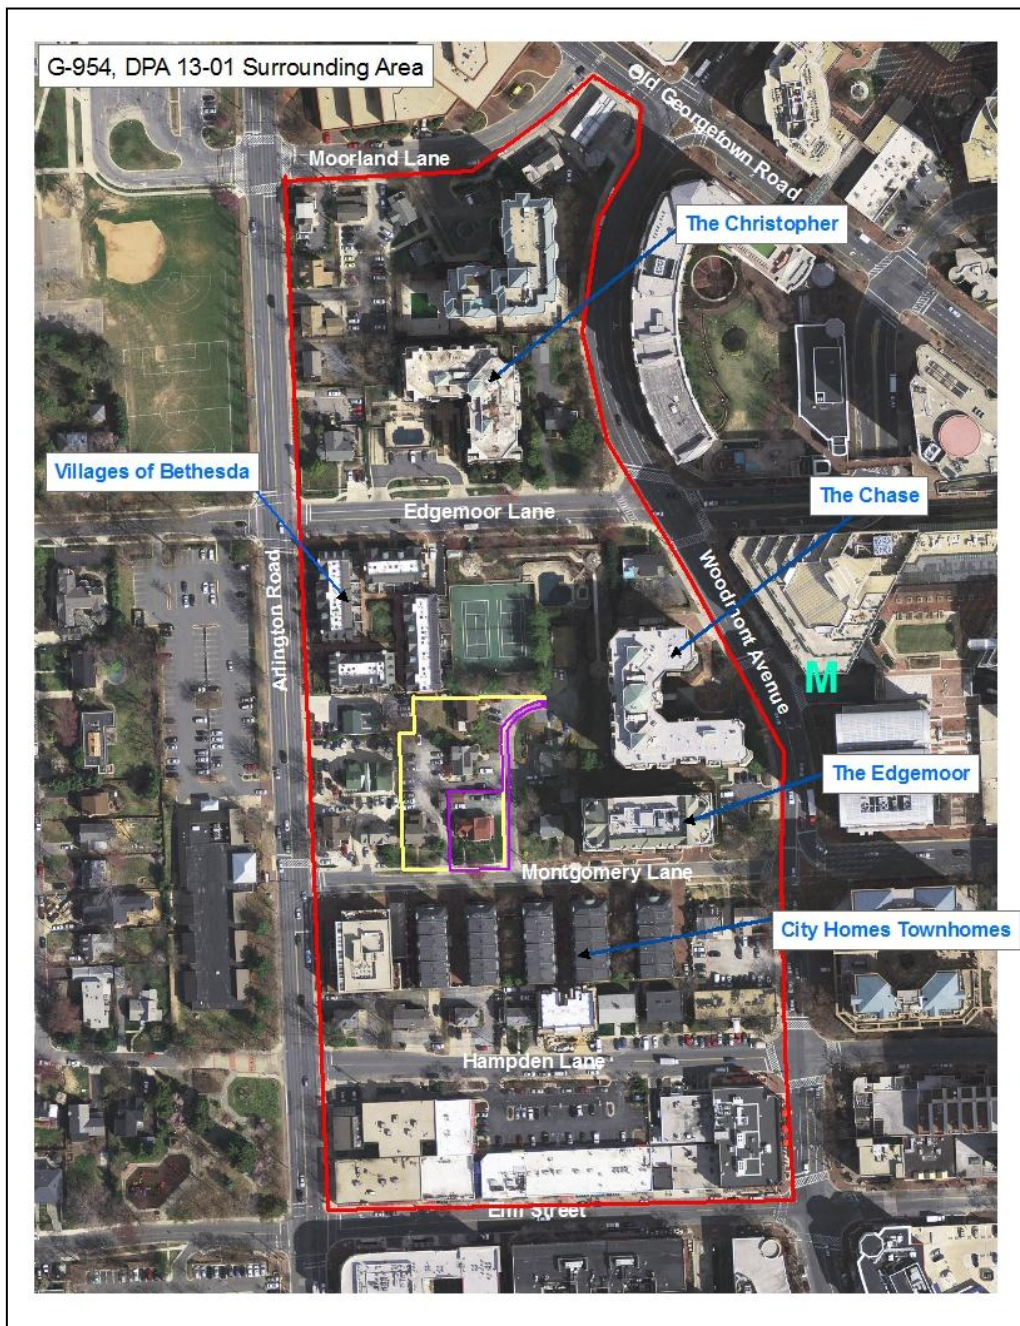 G-954, DPA 13-01 Surrounding Area
Old Georgetown Road
Moorland Lane
The Christopher
Villages of Bethesda
The Chase
Edgemoor Lane
Arlington Road
Woodmont Avenue
M
The Edgemoor
Montgomery Lane
City Homes Townhomes
Hampden Lane
Elm Street